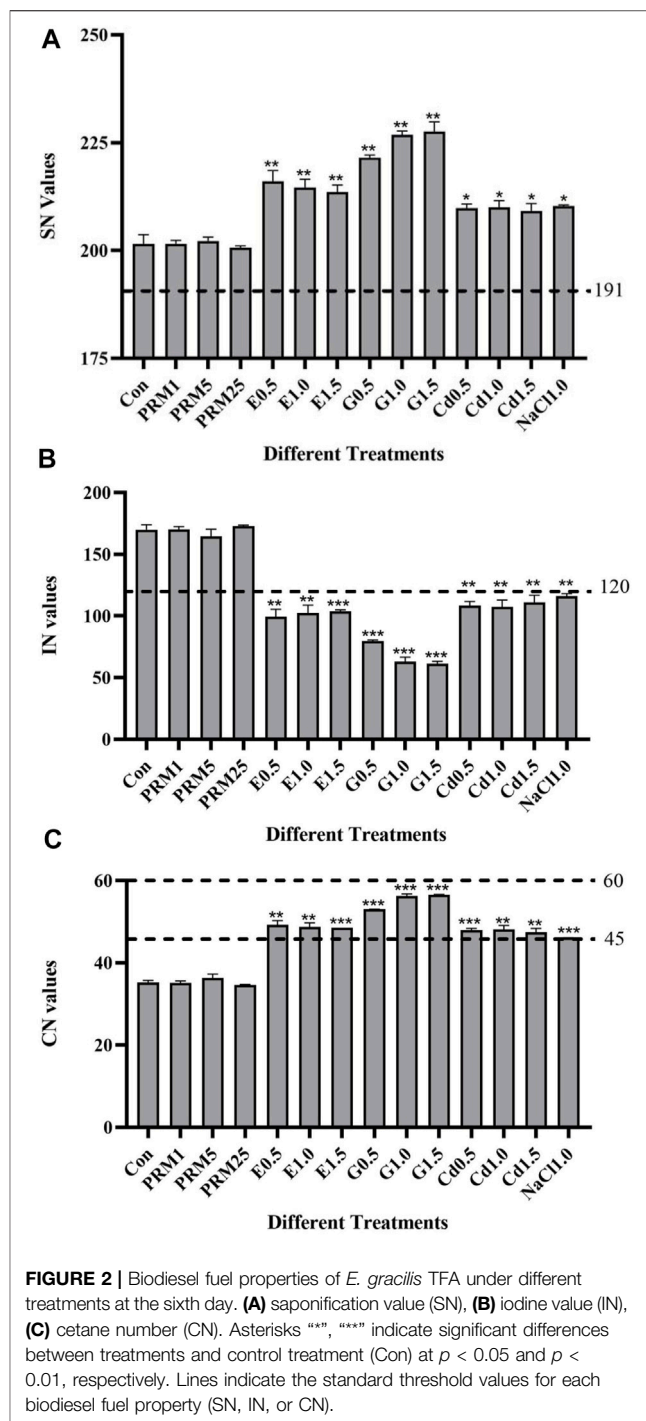 A
250
225
200
175
SN Values
** ** ** ** ** ** * * * *
191
Con PRM1 PRM5 PRM25 E0.5 E1.0 E1.5 G0.5 G1.0 G1.5 Cd0.5 Cd1.0 Cd1.5 NaCl1.0
Different Treatments
B
200
150
100
50
0
IN values
** ** *** *** *** *** ** ** ** **
120
Con PRM1 PRM5 PRM25 E0.5 E1.0 E1.5 G0.5 G1.0 G1.5 Cd0.5 Cd1.0 Cd1.5 NaCl1.0
Different Treatments
C
60
40
20
0
CN values
** ** *** *** *** *** *** ** ** ***
60
45
Con PRM1 PRM5 PRM25 E0.5 E1.0 E1.5 G0.5 G1.0 G1.5 Cd0.5 Cd1.0 Cd1.5 NaCl1.0
Different Treatments
FIGURE 2 | Biodiesel fuel properties of E. gracilis TFA under different
treatments at the sixth day. (A) saponification value (SN), (B) iodine value (IN),
(C) cetane number (CN). Asterisks “*”, “**” indicate significant differences
between treatments and control treatment (Con) at p < 0.05 and p <
0.01, respectively. Lines indicate the standard threshold values for each
biodiesel fuel property (SN, IN, or CN).